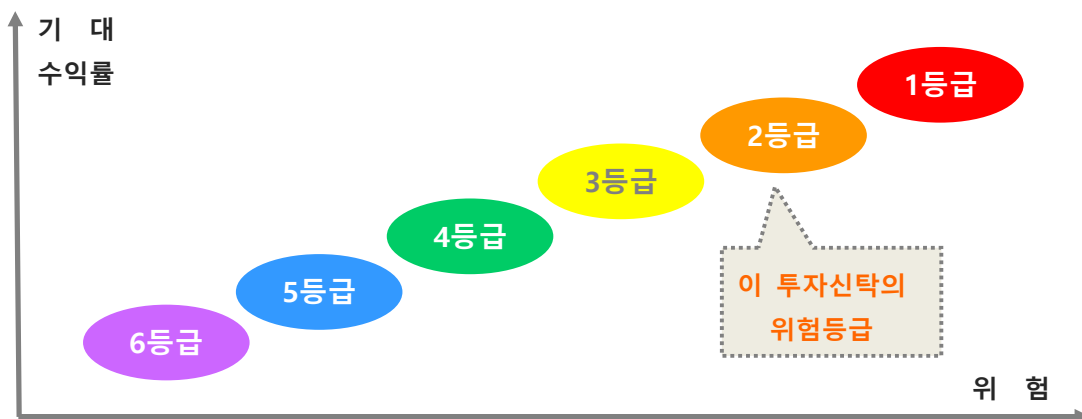 기 대
수익률
1등급
2등급
3등급
4등급
5등급
6등급
이 투자신탁의
위험등급
위 험